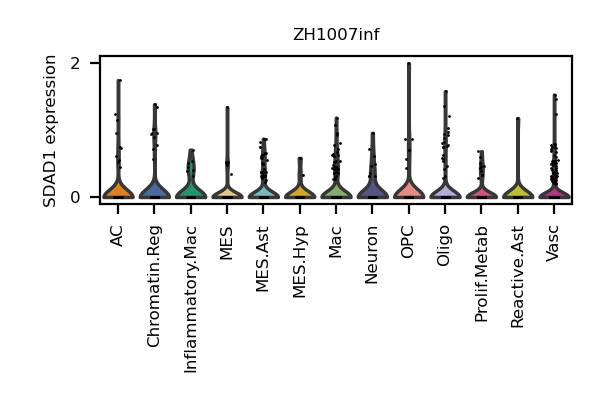 ZH1007inf
SDAD1 expression
2
0
AC
Chromatin.Reg
Inflammatory.Mac
MES
MES.Ast
MES.Hyp
Mac
Neuron
OPC
Oligo
Prolif.Metab
Reactive.Ast
Vasc